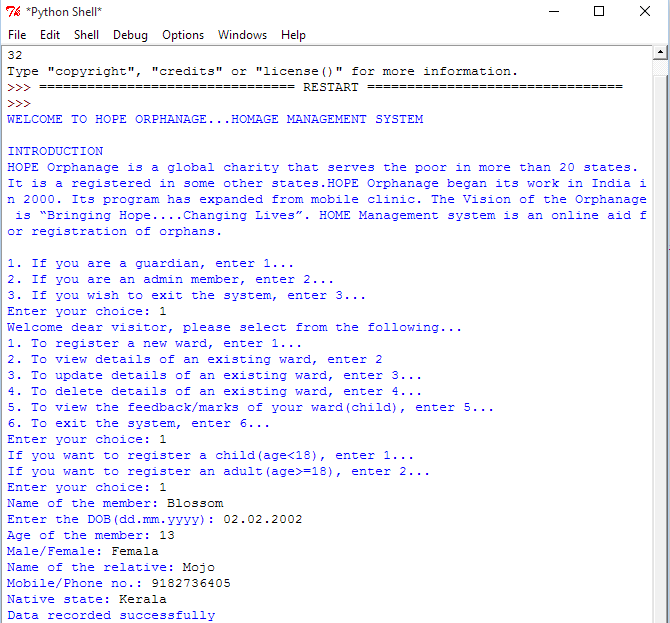 *Python Shell*
File Edit Shell Debug Options Windows Help
32
Type "copyright", "credits" or "license()" for more information.
>>> ================================ RESTART ================================
>>>
WELCOME TO HOPE ORPHANAGE...HOMAGE MANAGEMENT SYSTEM
INTRODUCTION
HOPE Orphanage is a global charity that serves the poor in more than 20 states.
It is a registered in some other states.HOPE Orphanage began its work in India i
n 2000. Its program has expanded from mobile clinic. The Vision of the Orphanage
is “Bringing Hope....Changing Lives”. HOME Management system is an online aid f
or registration of orphans.
1. If you are a guardian, enter 1...
2. If you are an admin member, enter 2...
3. If you wish to exit the system, enter 3...
Enter your choice: 1
Welcome dear visitor, please select from the following...
1. To register a new ward, enter 1...
2. To view details of an existing ward, enter 2
3. To update details of an existing ward, enter 3...
4. To delete details of an existing ward, enter 4...
5. To view the feedback/marks of your ward(child), enter 5...
6. To exit the system, enter 6...
Enter your choice: 1
If you want to register a child(age<18), enter 1...
If you want to register an adult(age>=18), enter 2...
Enter your choice: 1
Name of the member: Blossom
Enter the DOB(dd.mm.yyyy): 02.02.2002
Age of the member: 13
Male/Female: Femala
Name of the relative: Mojo
Mobile/Phone no.: 9182736405
Native state: Kerala
Data recorded successfully